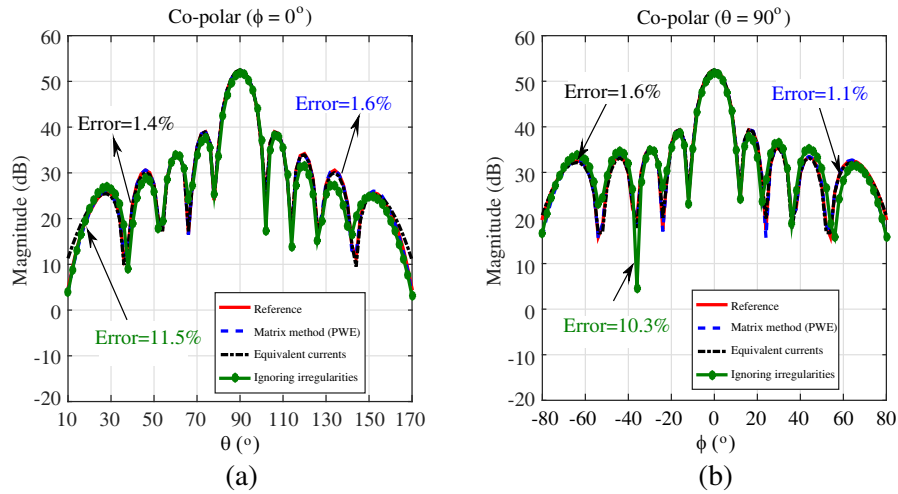 Co-polar (ϕ = 0°)
60
50
40
30
20
10
0
-10
-20
Magnitude (dB)
Error=1.4%
Error=1.6%
Error=11.5%
Reference
Matrix method (PWE)
Equivalent currents
Ignoring irregularities
10 30 50 70 90 110 130 150 170
θ (°)
(a)
Co-polar (θ = 90°)
60
50
40
30
20
10
0
-10
-20
Magnitude (dB)
Error=1.6%
Error=1.1%
Error=10.3%
Reference
Matrix method (PWE)
Equivalent currents
Ignoring irregularities
-80 -60 -40 -20 0 20 40 60 80
ϕ (°)
(b)